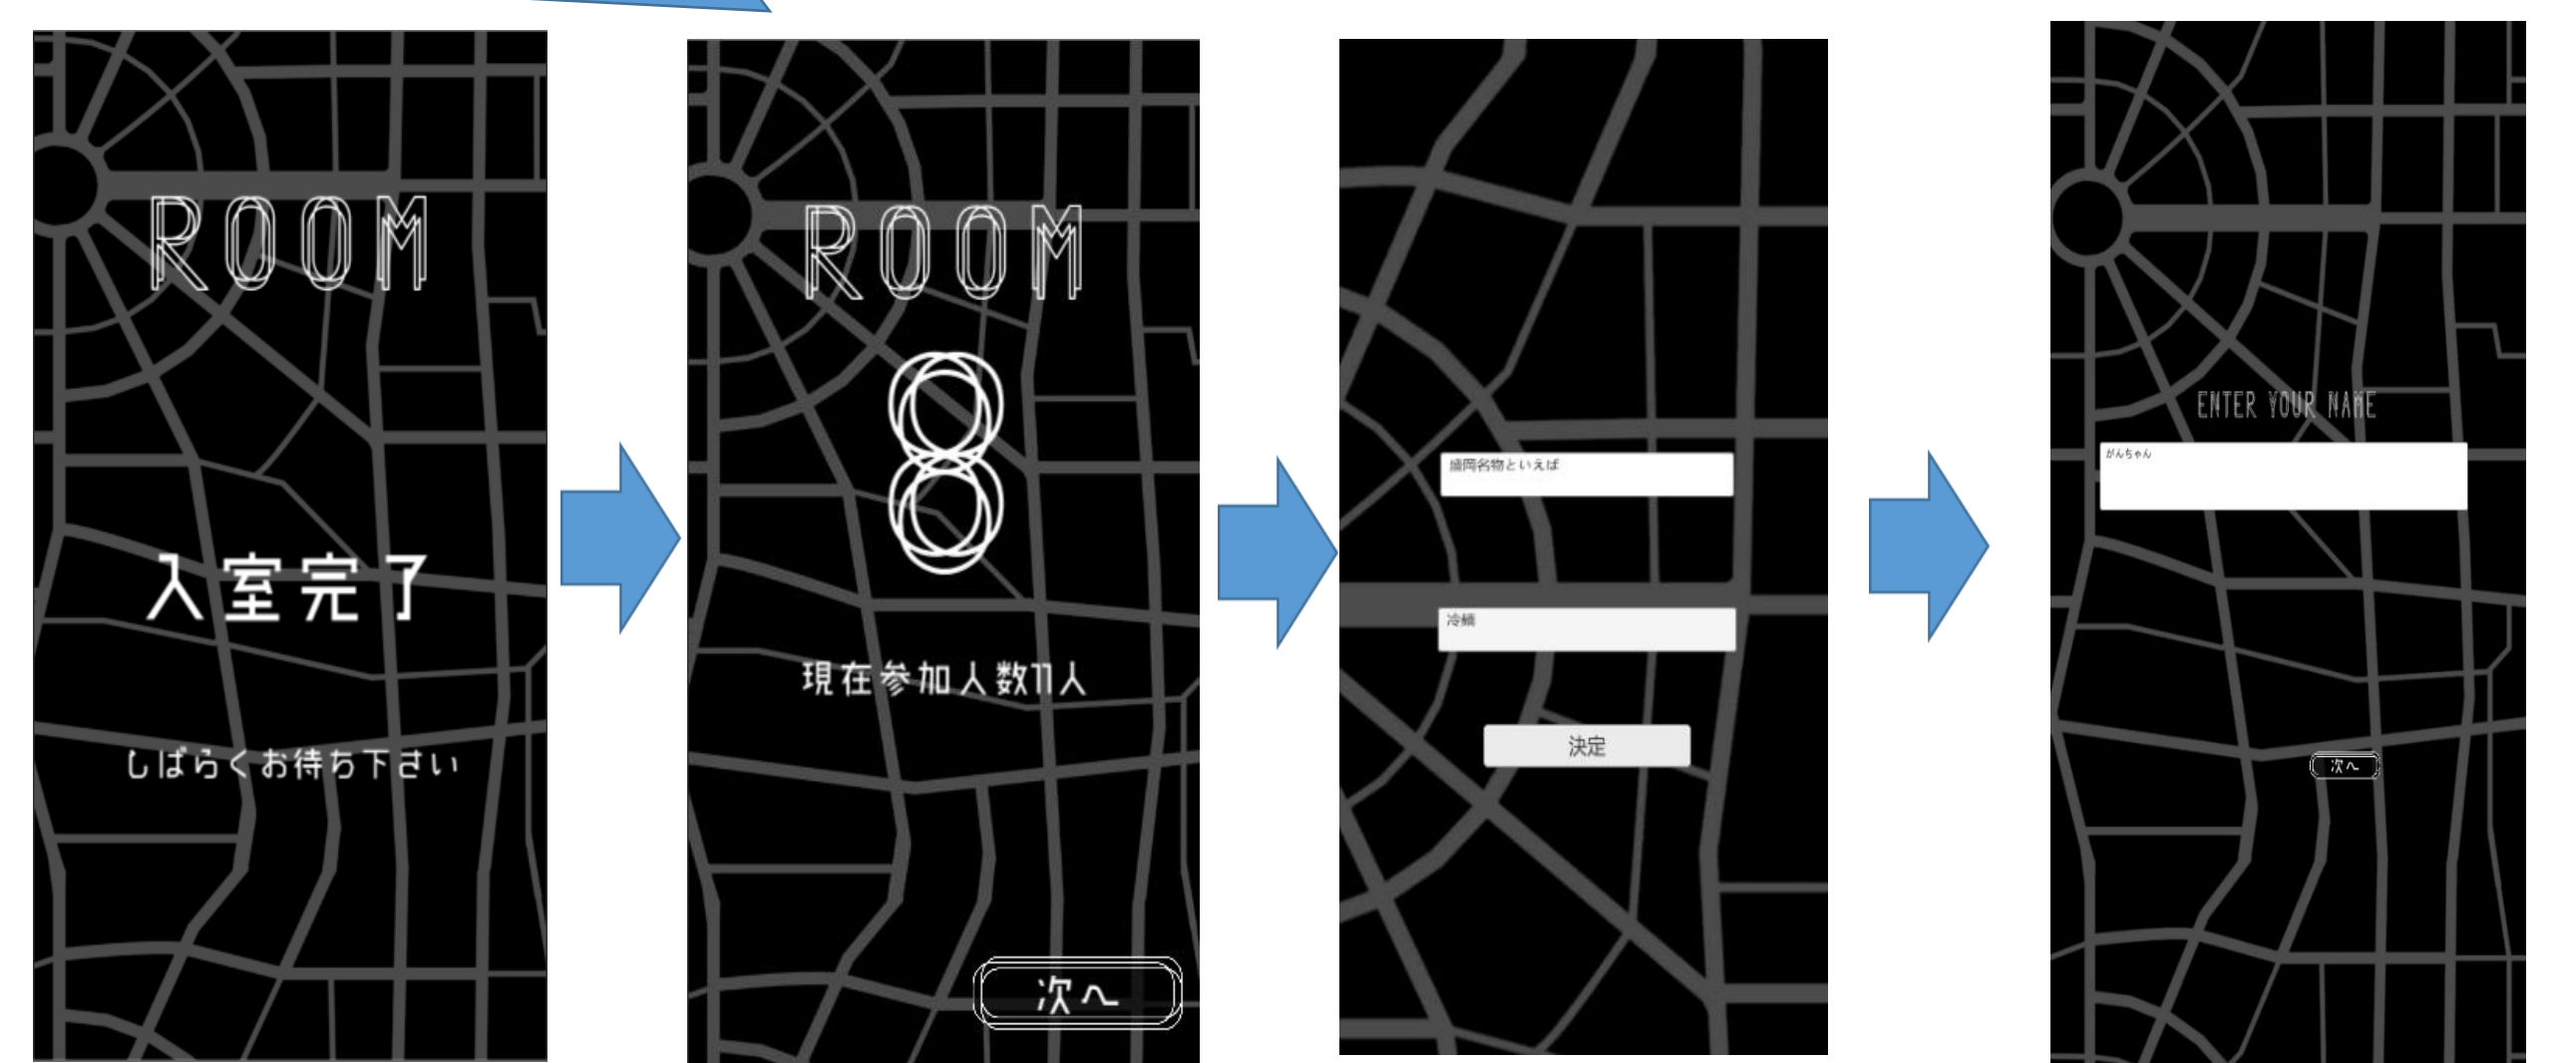 ROOM
入室完了
しばらくお待ち下さい
ROOM
8
現在参加人数11人
次へ
盛岡名物といえば
冷麺
決定
ENTER YOUR NAME
がんちゃん
次へ